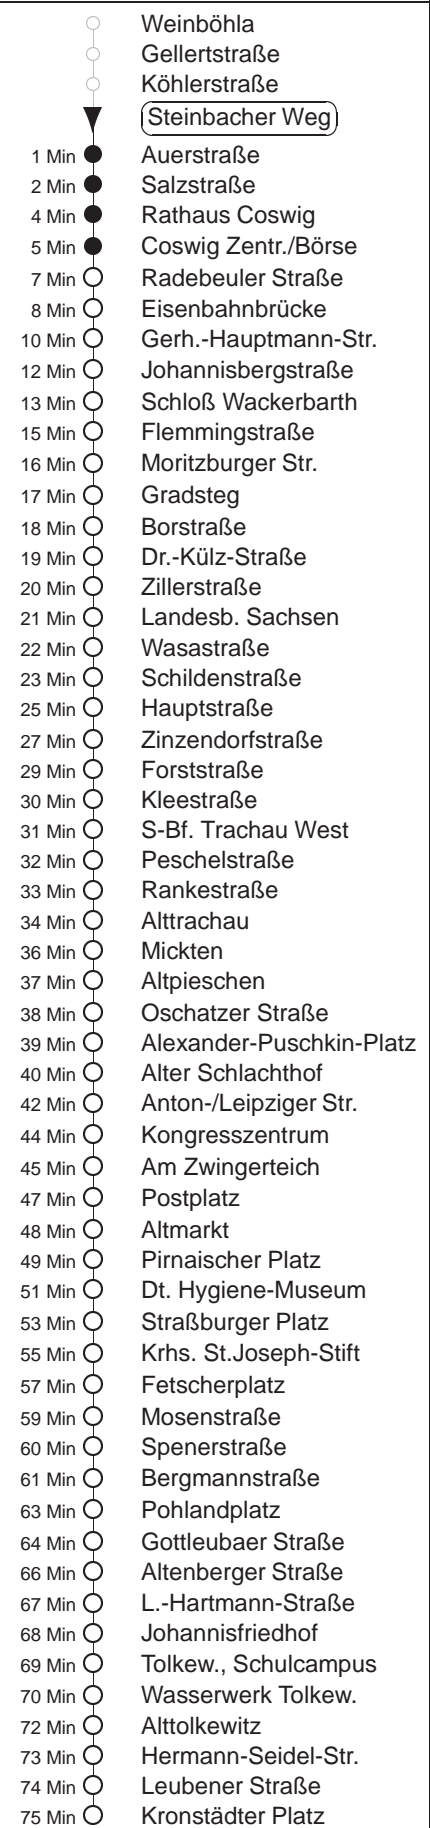 Weinböhla
Gellertstraße
Köhlerstraße
Steinbacher Weg
1 Min Auerstraße
2 Min Salzstraße
4 Min Rathaus Coswig
5 Min Coswig Zentr./Börse
7 Min Radebeuler Straße
8 Min Eisenbahnbrücke
10 Min Gerh.-Hauptmann-Str.
12 Min Johannisbergstraße
13 Min Schloß Wackerbarth
15 Min Flemmingstraße
16 Min Moritzburger Str.
17 Min Gradsteg
18 Min Borstraße
19 Min Dr.-Külz-Straße
20 Min Zillerstraße
21 Min Landesb. Sachsen
22 Min Wasastraße
23 Min Schildenstraße
25 Min Hauptstraße
27 Min Zinzendorfstraße
29 Min Forststraße
30 Min Kleestraße
31 Min S-Bf. Trachau West
32 Min Peschelstraße
33 Min Rankestraße
34 Min Alttrachau
36 Min Mickten
37 Min Altpieschen
38 Min Oschatzer Straße
39 Min Alexander-Puschkin-Platz
40 Min Alter Schlachthof
42 Min Anton-/Leipziger Str.
44 Min Kongresszentrum
45 Min Am Zwingerteich
47 Min Postplatz
48 Min Altmarkt
49 Min Pirnaischer Platz
51 Min Dt. Hygiene-Museum
53 Min Straßburger Platz
55 Min Krhs. St.Joseph-Stift
57 Min Fetscherplatz
59 Min Mosenstraße
60 Min Spenerstraße
61 Min Bergmannstraße
63 Min Pohlandplatz
64 Min Gottleubaer Straße
66 Min Altenberger Straße
67 Min L.-Hartmann-Straße
68 Min Johannisfriedhof
69 Min Tolkew., Schulcampus
70 Min Wasserwerk Tolkew.
72 Min Alttolkewitz
73 Min Hermann-Seidel-Str.
74 Min Leubener Straße
75 Min Kronstädter Platz